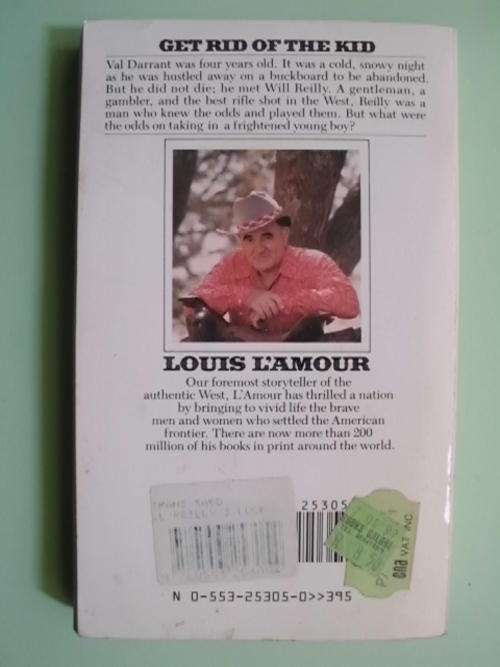 GET RID OF THE KID
Val Darrant was four years old. It was a cold, snowy night
as he was hustled away on a buckboard to be abandoned.
But he did not die; he met Will Reilly. A gentleman, a
gambler, and the best rifle shot in the West, Reilly was a
man who knew the odds and played them. But what were
the odds on taking in a frightened young boy?
LOUIS L'AMOUR
Our foremost storyteller of the
authentic West, L'Amour has thrilled a nation
by bringing to vivid life the brave
men and women who settled the American
frontier. There are now more than 200
million of his books in print around the world.
25305
VAT INC
N 0-553-25305-0>>395